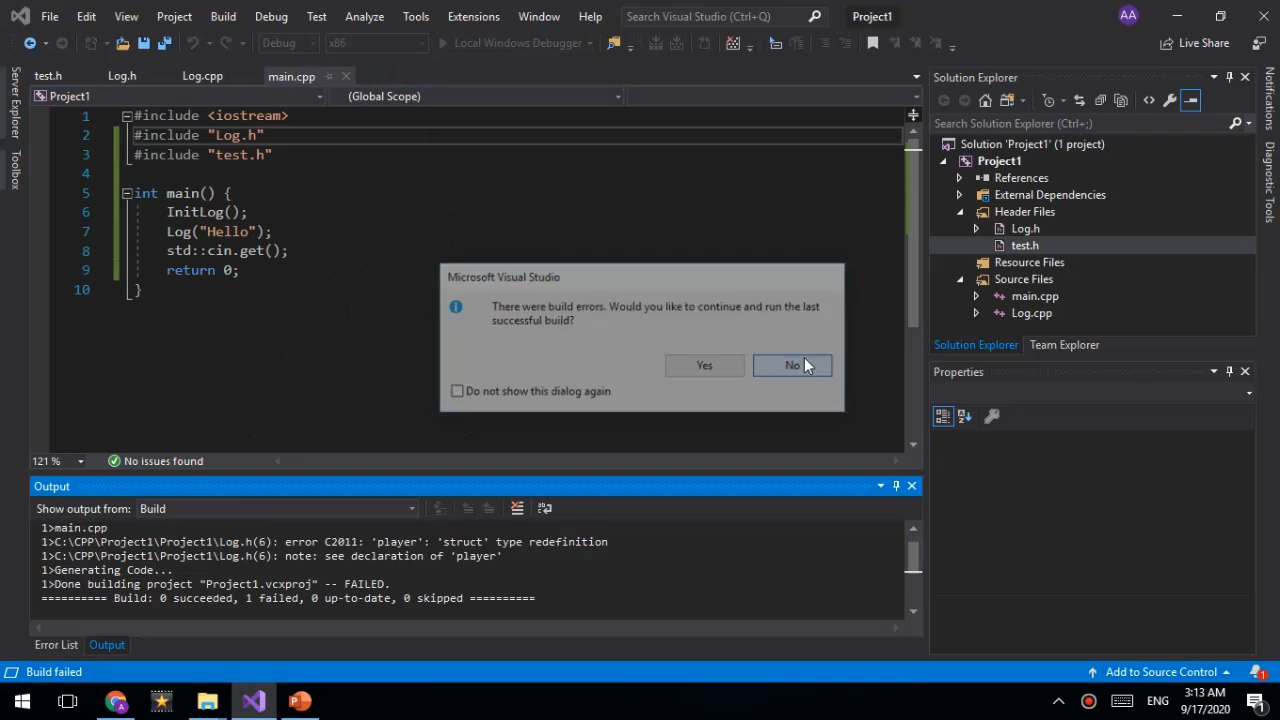 File Edit View Project Build Debug Test Analyze Tools Extensions Window Help Search Visual Studio (Ctrl+Q) Project1 AA
Debug x86 Local Windows Debugger Live Share
Server Explorer
Toolbox
test.h Log.h Log.cpp main.cpp
Project1 (Global Scope)
1 #include <iostream>
2 #include "Log.h"
3 #include "test.h"
4
5 int main() {
6 InitLog();
7 Log("Hello");
8 std::cin.get();
9 return 0;
10 }
Microsoft Visual Studio
There were build errors. Would you like to continue and run the last
successful build?
Yes No
Do not show this dialog again
121 % No issues found
Output
Show output from: Build
1>main.cpp
1>C:\CPP\Project1\Project1\Log.h(6): error C2011: 'player': 'struct' type redefinition
1>C:\CPP\Project1\Project1\Log.h(6): note: see declaration of 'player'
1>Generating Code...
1>Done building project "Project1.vcxproj" -- FAILED.
========== Build: 0 succeeded, 1 failed, 0 up-to-date, 0 skipped ==========
Error List Output
Solution Explorer
Search Solution Explorer (Ctrl+;)
Solution 'Project1' (1 project)
Project1
References
External Dependencies
Header Files
Log.h
test.h
Resource Files
Source Files
main.cpp
Log.cpp
Solution Explorer Team Explorer
Properties
Notifications
Diagnostic Tools
Build failed Add to Source Control 1
ENG 3:13 AM
9/17/2020 1